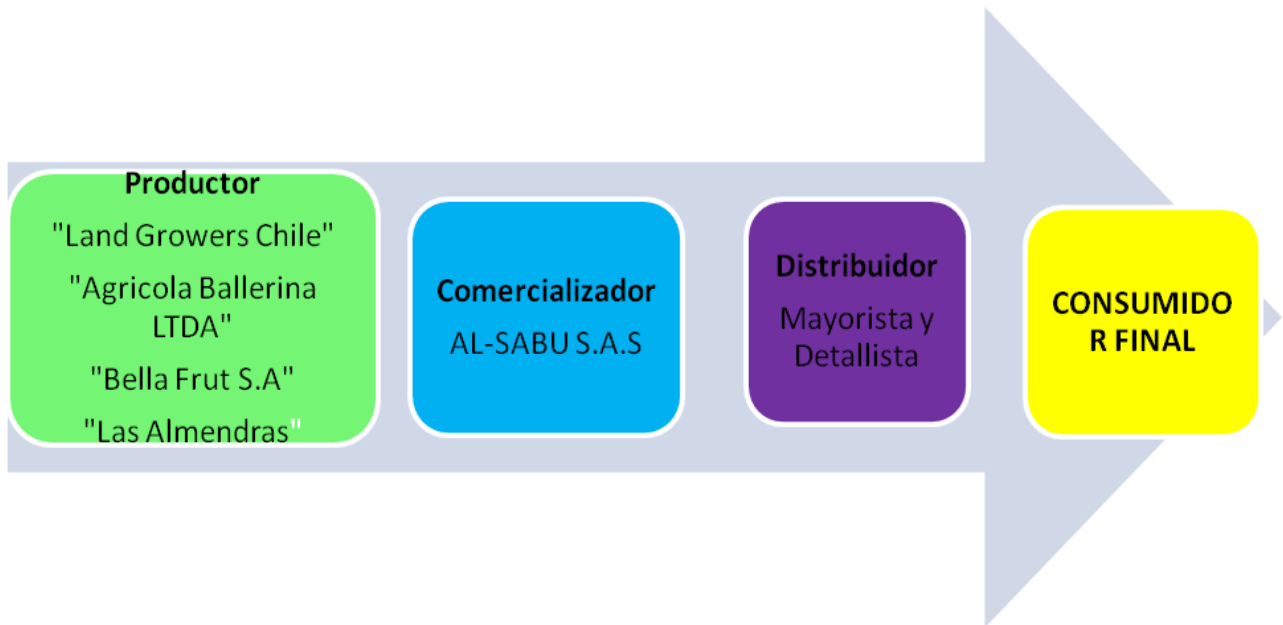 Productor
"Land Growers Chile"
"Agricola Ballerina
LTDA"
"Bella Frut S.A"
"Las Almendras"
Comercializador
AL-SABU S.A.S
Distribuidor
Mayorista y
Detallista
CONSUMIDO
R FINAL